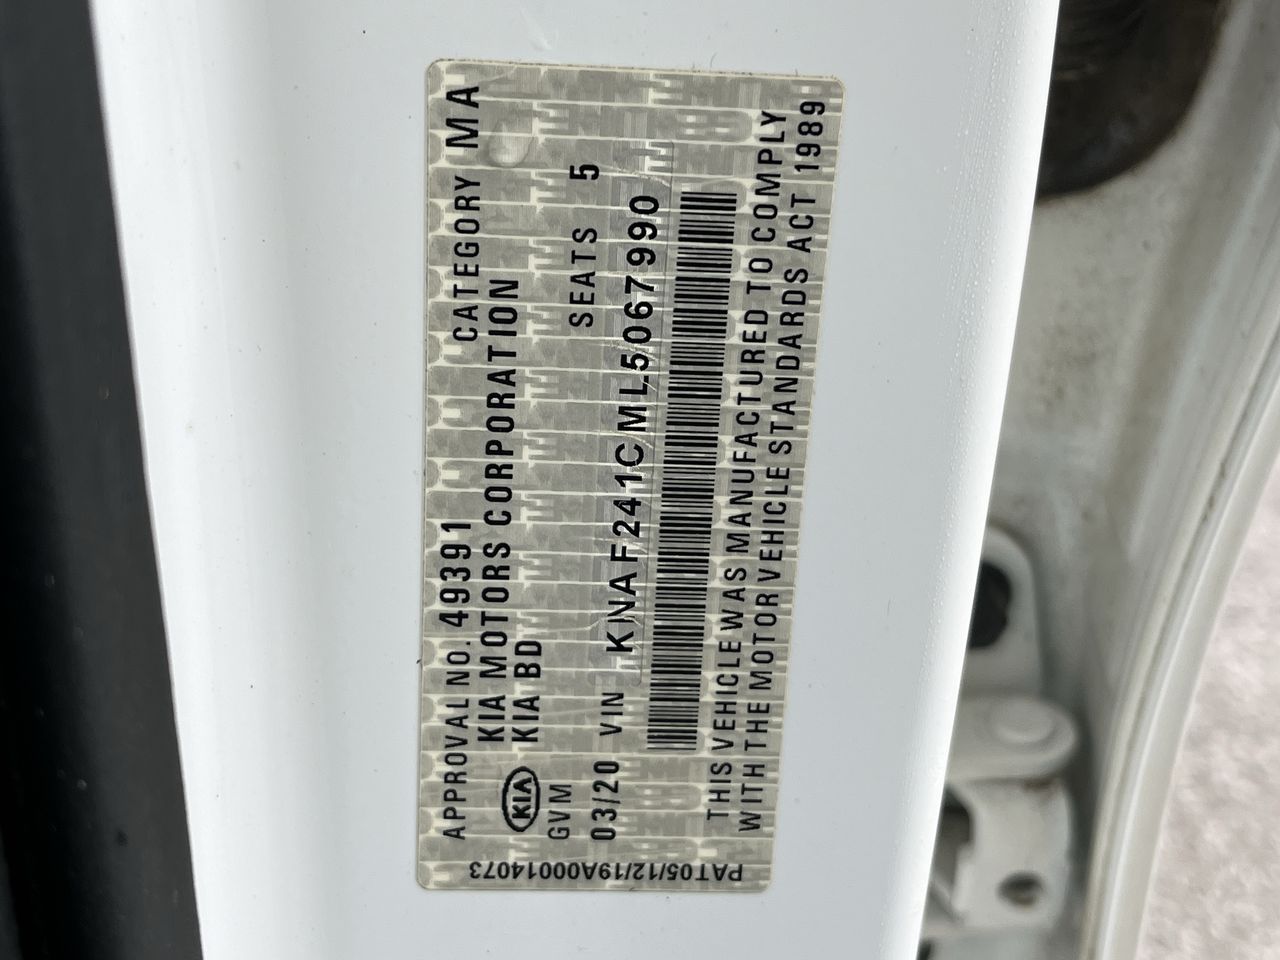 APPROVAL NO. 49391 CATEGORY MA
KIA MOTORS CORPORATION
KIA KIA BD
GVM SEATS 5
03/20 VIN KNAF241CML5067990
THIS VEHICLE WAS MANUFACTURED TO COMPLY
WITH THE MOTOR VEHICLE STANDARDS ACT 1989
PAT05/12/19A00014073